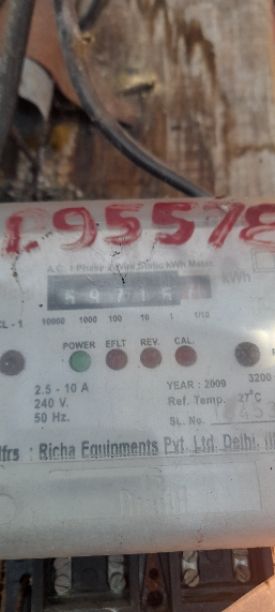 95578
A.C. 1 Phase 2 Wire Static kWh Meter
kWh
CL - 1 10000 1000 100 10 1 1/10
POWER EFLT REV. CAL.
2.5 - 10 A YEAR : 2009 3200
240 V. Ref. Temp. 27°C
50 Hz. SL. No.
Mfrs : Richa Equipments Pvt. Ltd. Delhi.